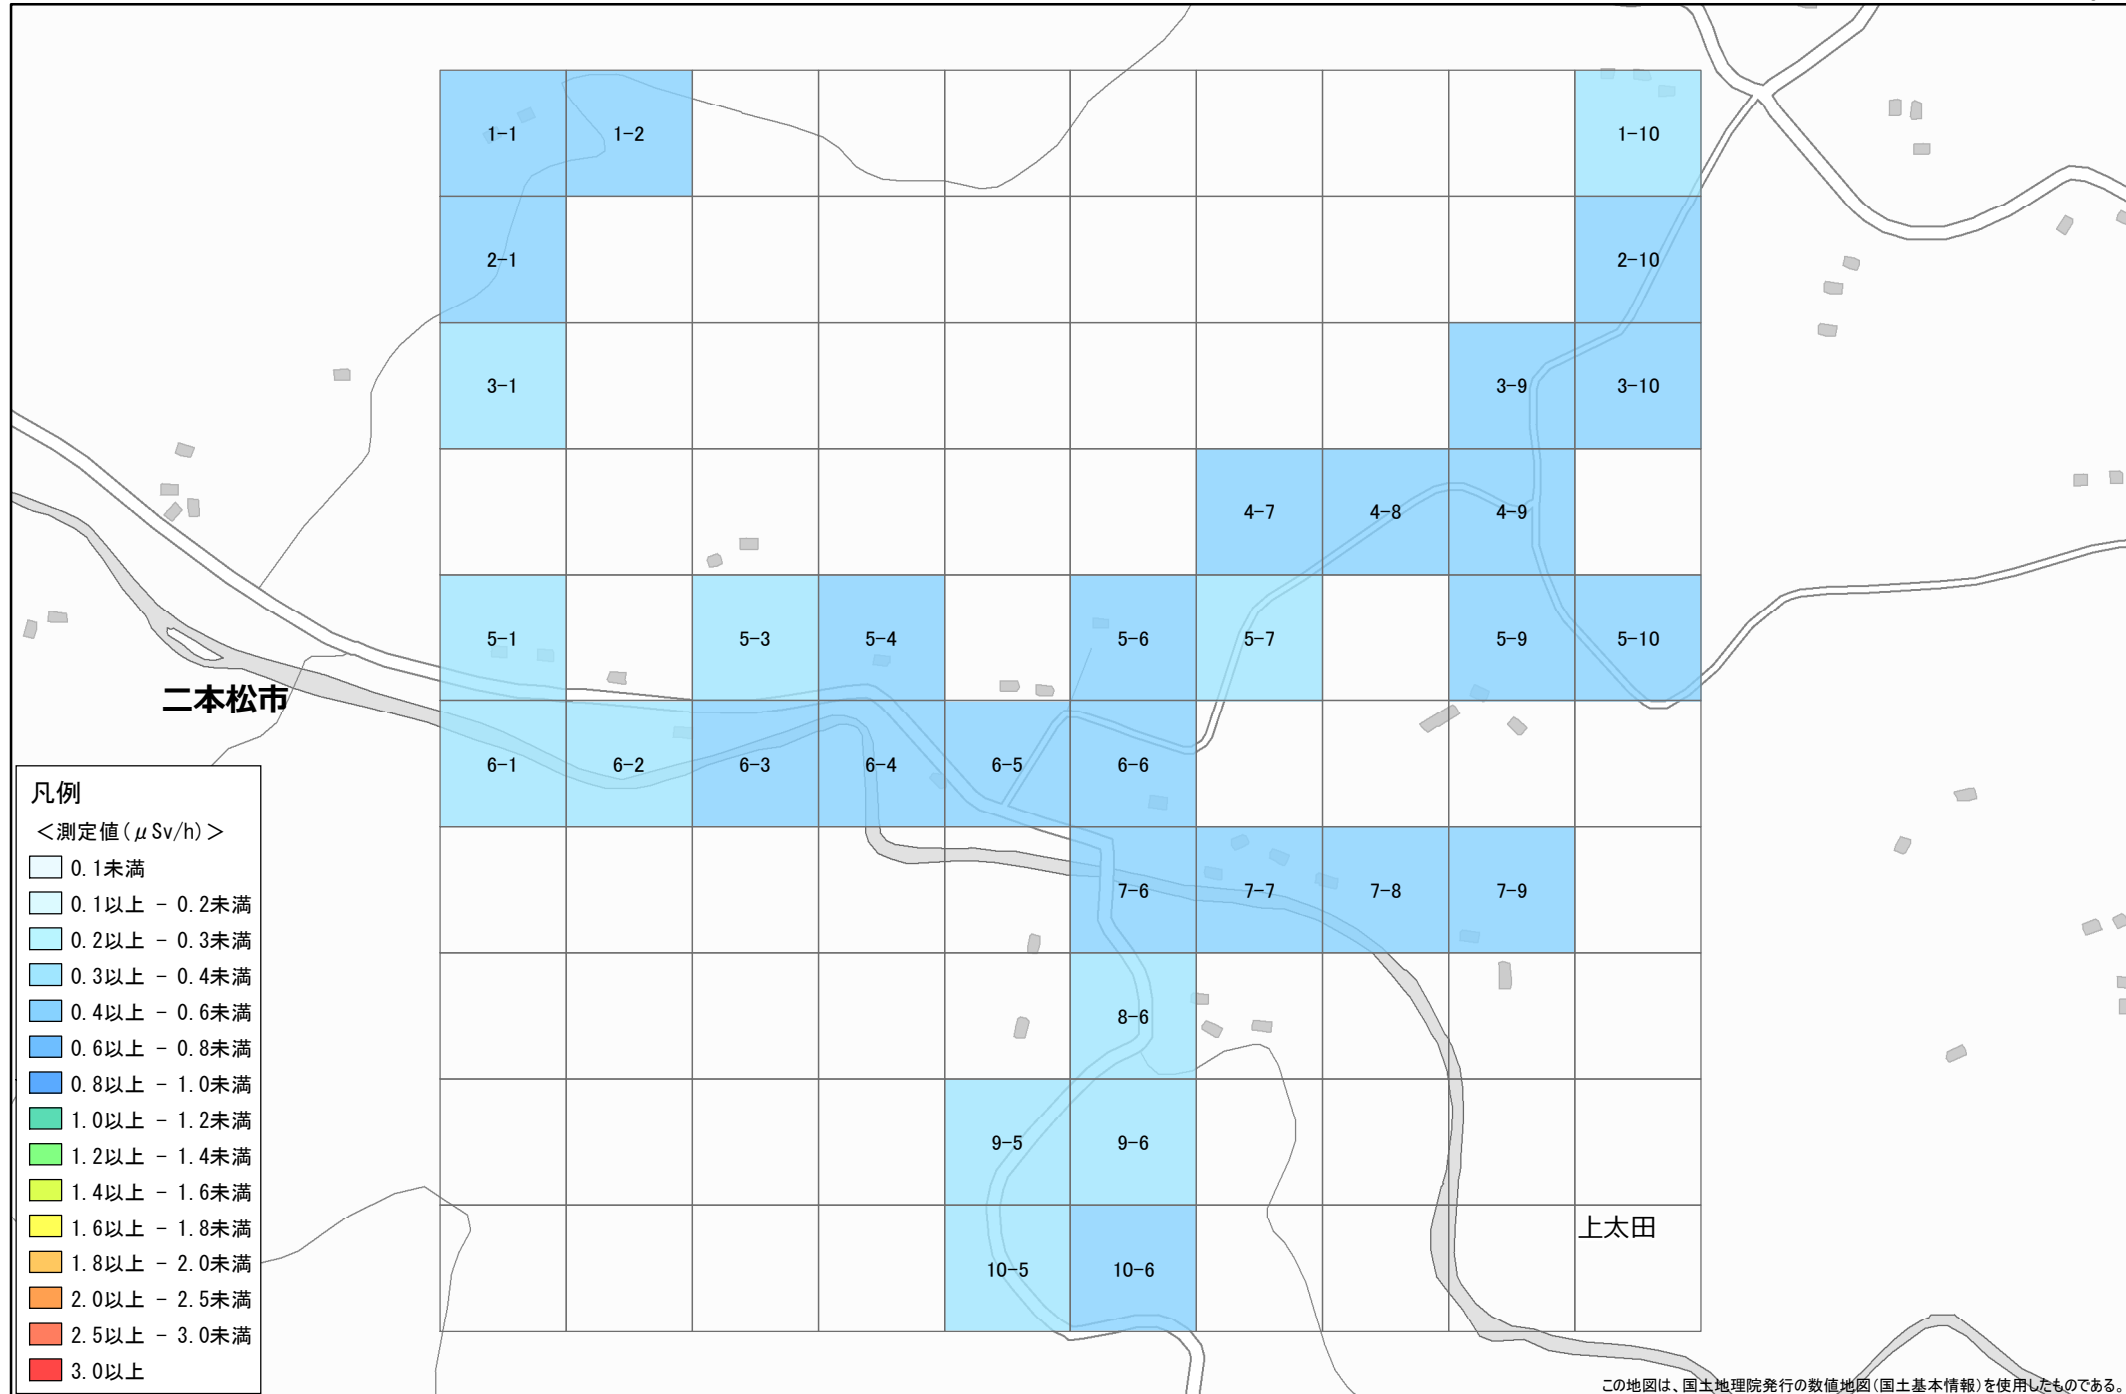 1-1 1-2 1-10
2-1 2-10
3-1 3-9 3-10
4-7 4-8 4-9
5-1 5-3 5-4 5-6 5-7 5-9 5-10
二本松市
6-1 6-2 6-3 6-4 6-5 6-6
7-6 7-7 7-8 7-9
8-6
9-5 9-6
上太田
10-5 10-6
凡例
<測定値(μSv/h)>
0.1未満
0.1以上 - 0.2未満
0.2以上 - 0.3未満
0.3以上 - 0.4未満
0.4以上 - 0.6未満
0.6以上 - 0.8未満
0.8以上 - 1.0未満
1.0以上 - 1.2未満
1.2以上 - 1.4未満
1.4以上 - 1.6未満
1.6以上 - 1.8未満
1.8以上 - 2.0未満
2.0以上 - 2.5未満
2.5以上 - 3.0未満
3.0以上
この地図は、国土地理院発行の数値地図(国土基本情報)を使用したものである。